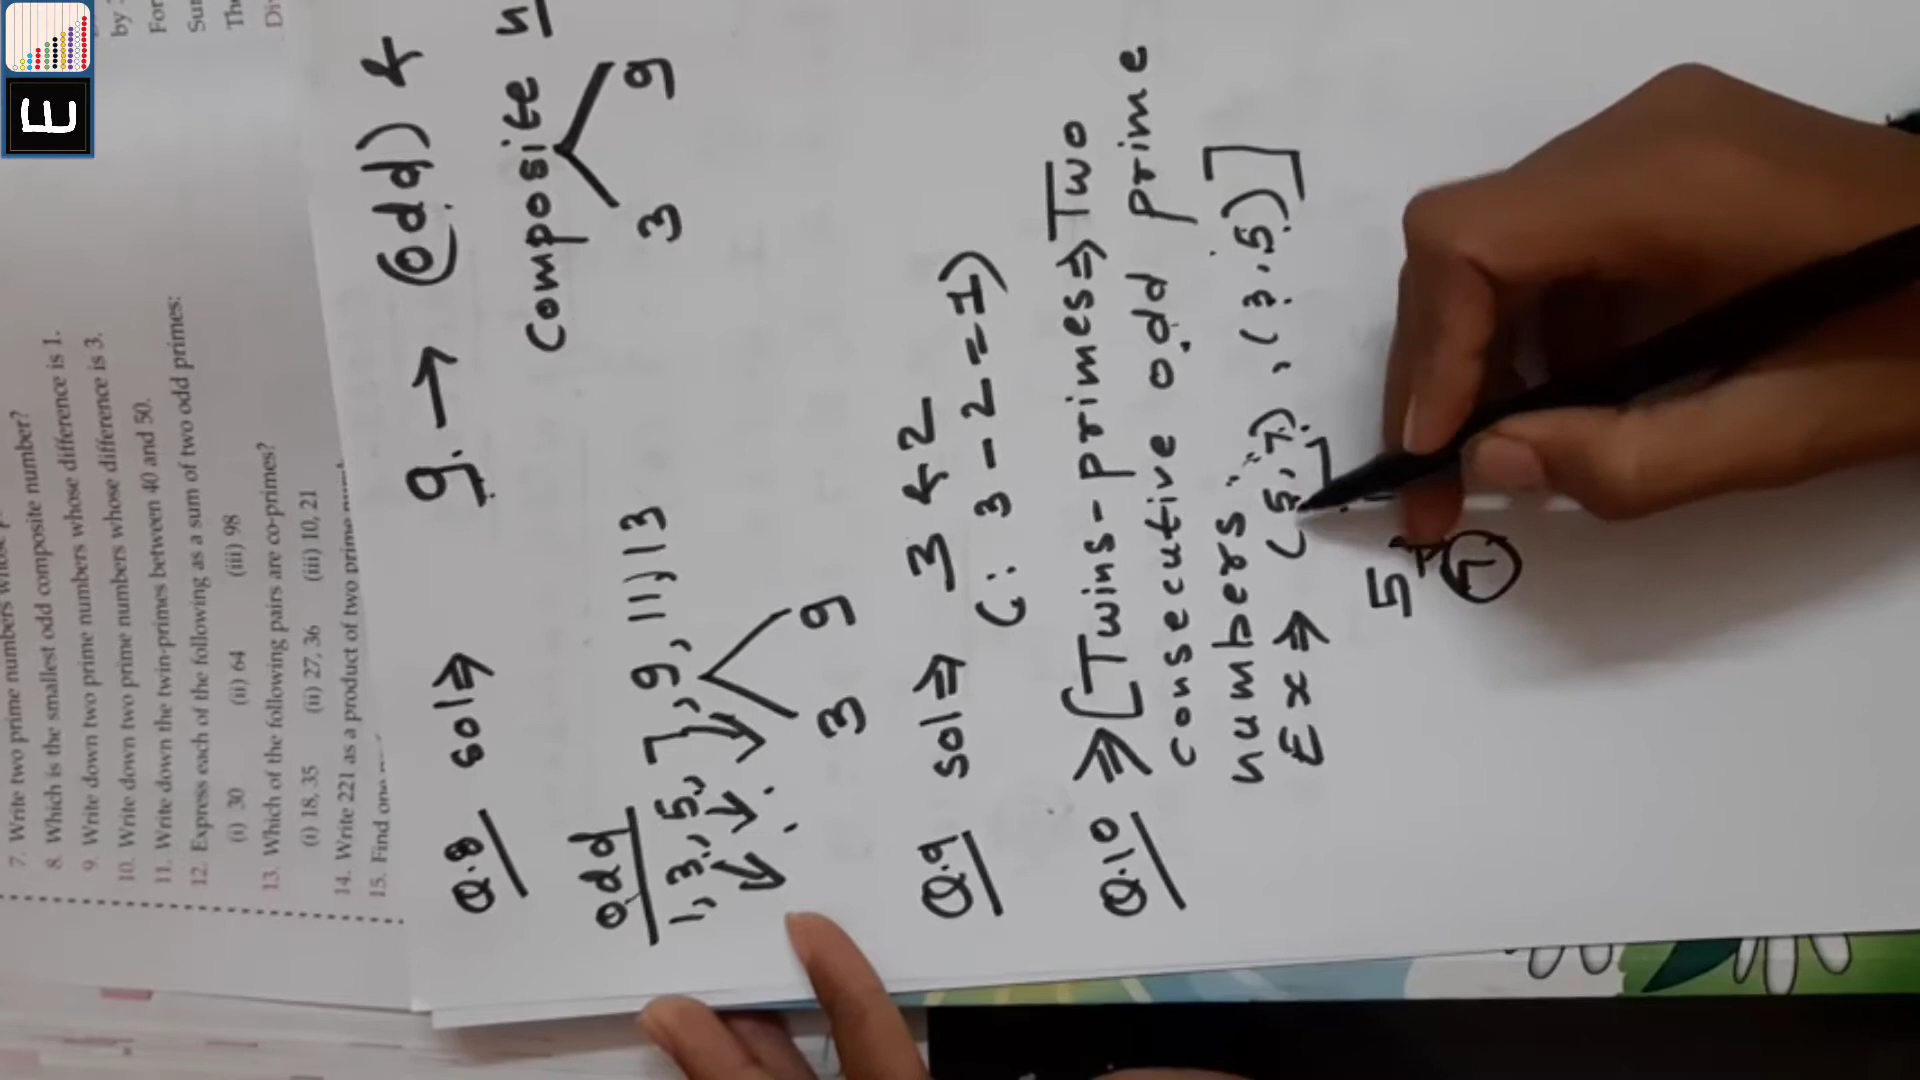 by
For
Sur
The
Di
7. Write two prime numbers whose
8. Which is the smallest odd composite number?
9. Write down two prime numbers whose difference is 1.
10. Write down two prime numbers whose difference is 3.
11. Write down the twin-primes between 40 and 50.
12. Express each of the following as a sum of two odd primes:
(i) 30 (ii) 64 (iii) 98
13. Which of the following pairs are co-primes?
(i) 18, 35 (ii) 27, 36 (iii) 10, 21
14. Write 221 as a product of two prime
15. Find one
Q.8 sol⇒ 9. → (odd) &
composite n
3 9
Odd
1, 3, 5, 7, 9, 11, 13
3 9
Q.9 sol⇒ 3 & 2
(∵ 3 - 2 = 1)
Q.10 ⇒ [Twins-primes ⇒ Two
consecutive odd prime
numbers"
Ex ⇒ (5, 7), (3, 5)]
5
7
E